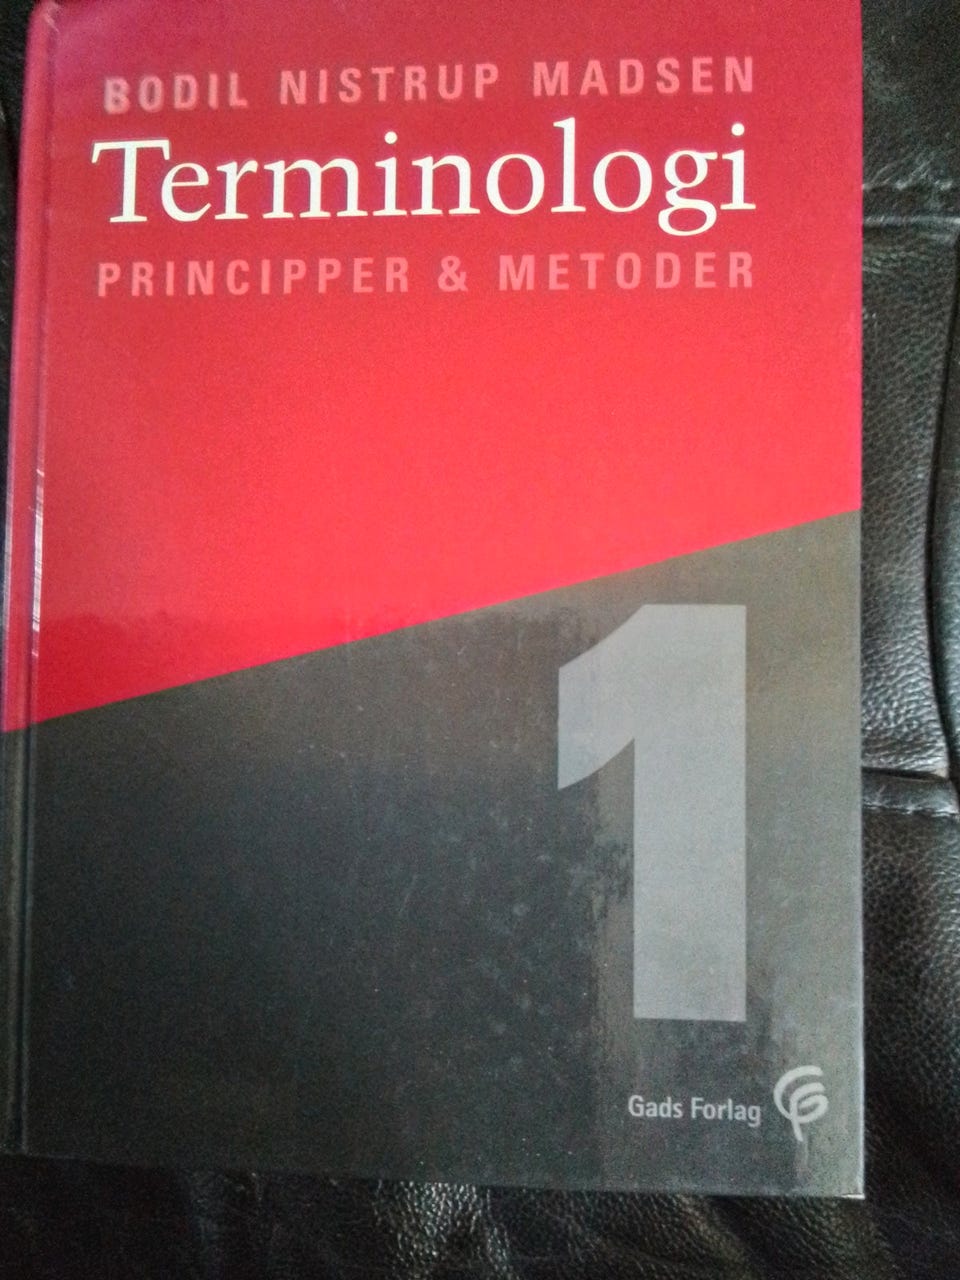 BODIL NISTRUP MADSEN
Terminologi
PRINCIPPER & METODER
1
Gads Forlag